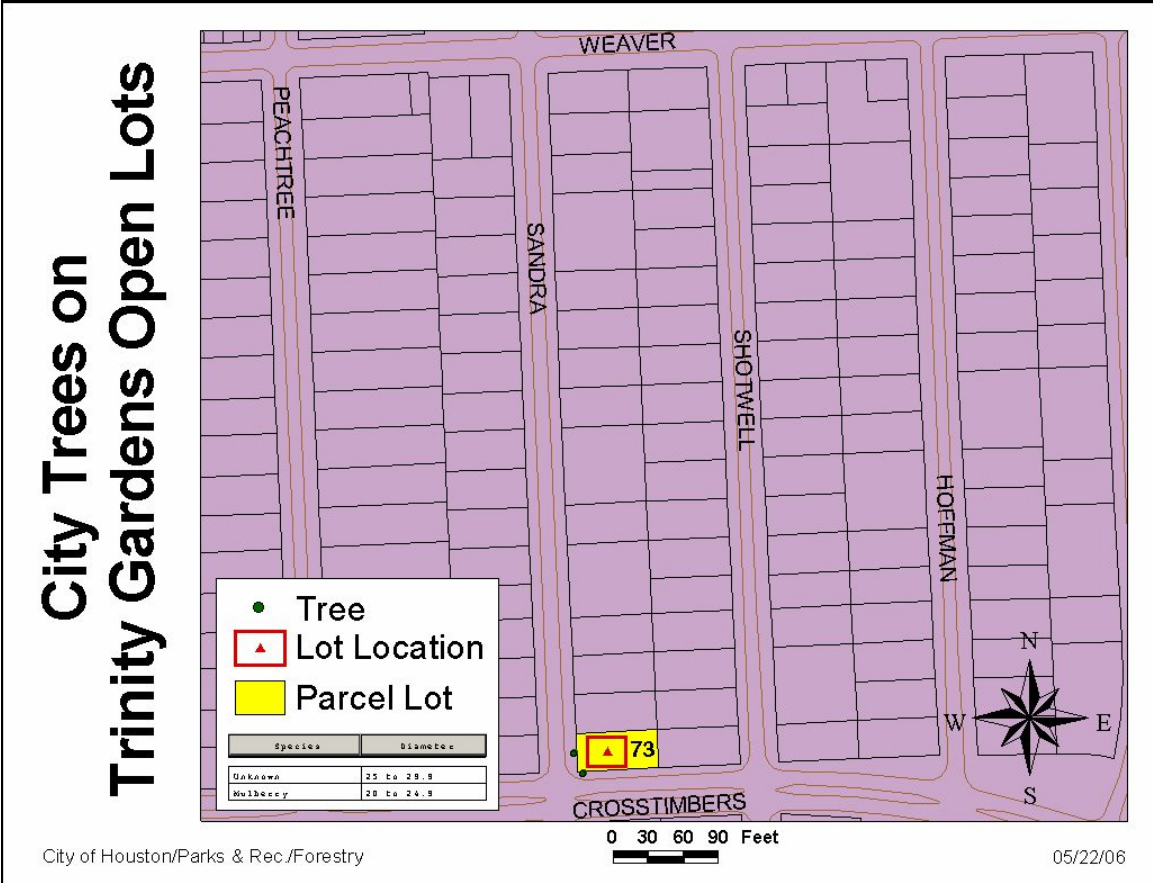 City Trees on
Trinity Gardens Open Lots
WEAVER
PEACHTREE
SANDRA
SHOTWELL
HOFFMAN
Tree
Lot Location
Parcel Lot
Species Diameter
Unknown 25 to 29.9
Mulberry 20 to 24.9
73
CROSSTIMBERS
N
W E
S
0 30 60 90 Feet
City of Houston/Parks & Rec./Forestry
05/22/06